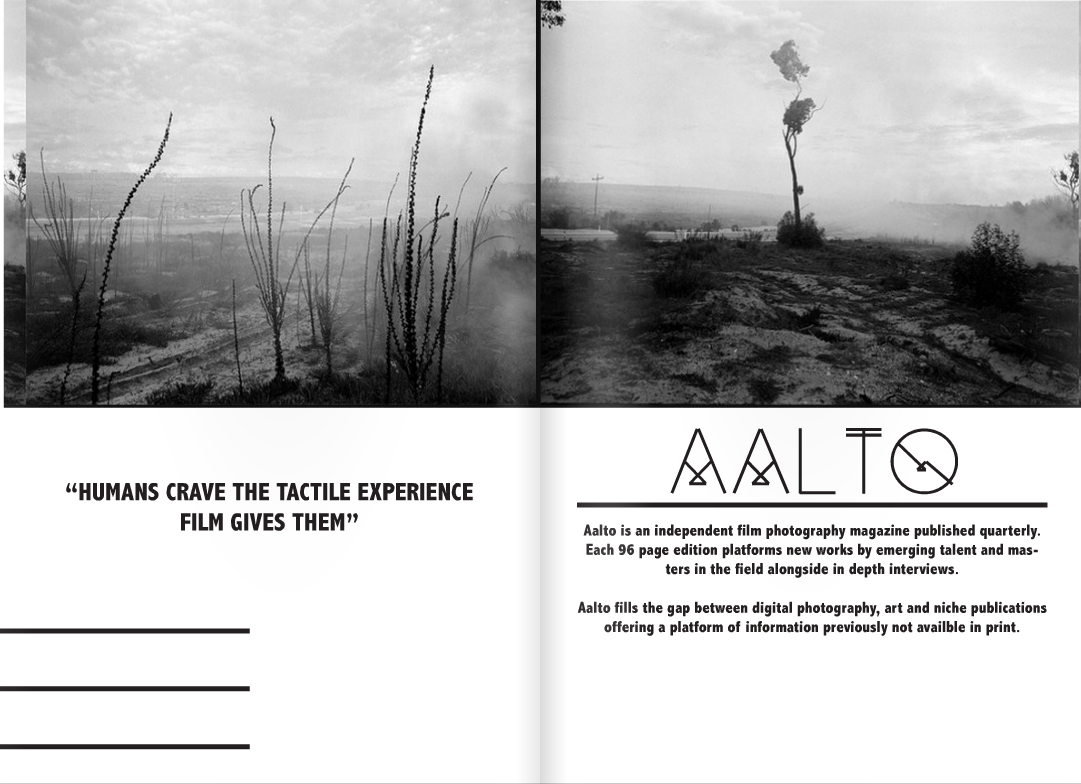 “HUMANS CRAVE THE TACTILE EXPERIENCE
FILM GIVES THEM”
AALTO
Aalto is an independent film photography magazine published quarterly.
Each 96 page edition platforms new works by emerging talent and mas-
ters in the field alongside in depth interviews.
Aalto fills the gap between digital photography, art and niche publications
offering a platform of information previously not availble in print.